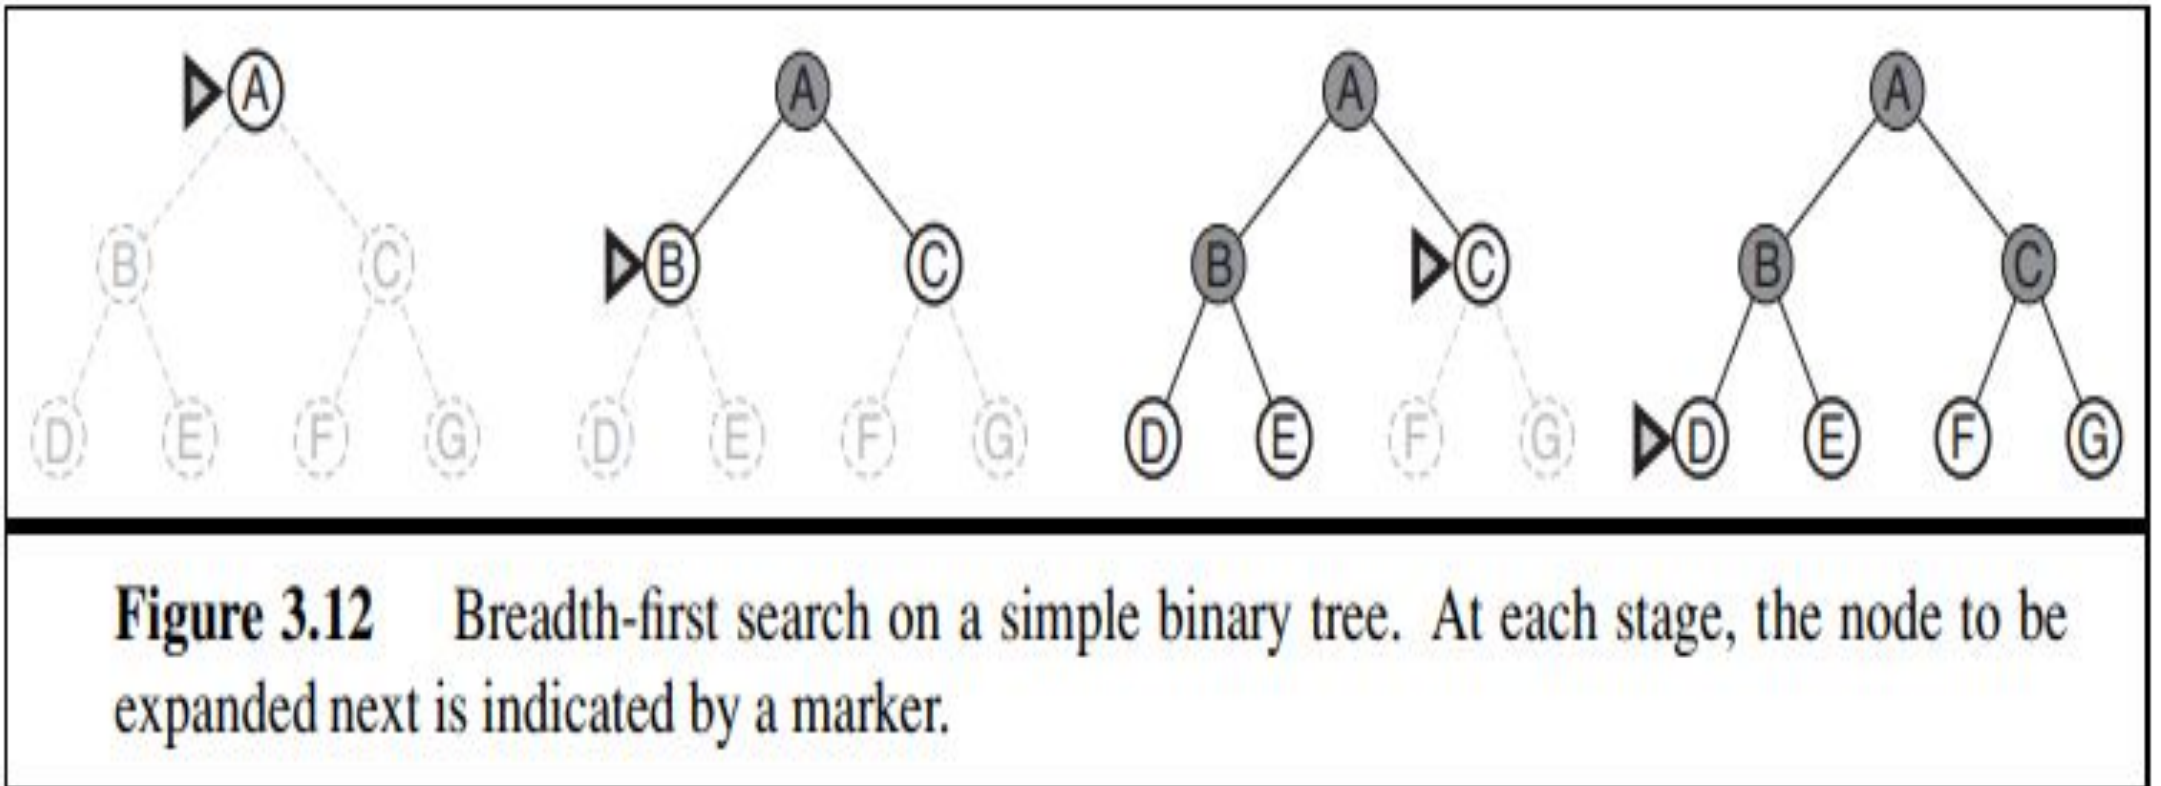 A A A A
B C B C B C B C
D E F G D E F G D E F G D E F G
Figure 3.12 Breadth-first search on a simple binary tree. At each stage, the node to be
expanded next is indicated by a marker.